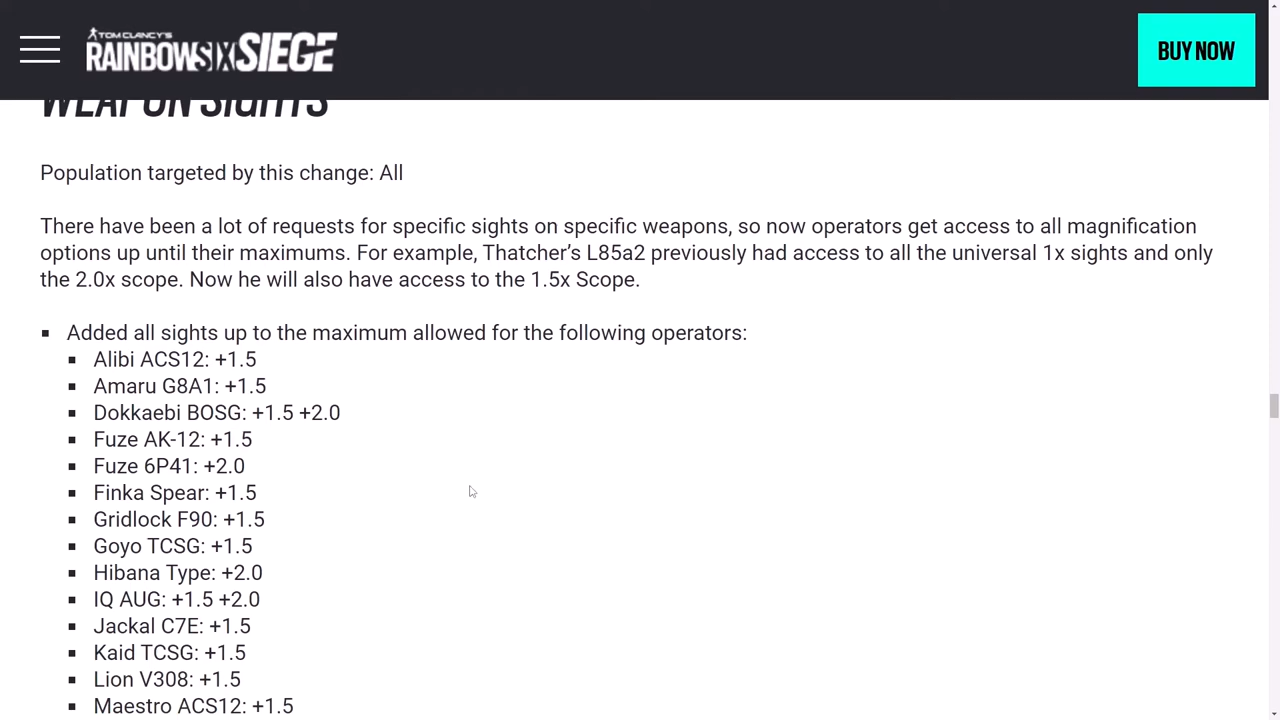 TOM CLANCY'S
RAINBOWSIX SIEGE
BUY NOW
WEAPON SIGHTS
Population targeted by this change: All
There have been a lot of requests for specific sights on specific weapons, so now operators get access to all magnification
options up until their maximums. For example, Thatcher’s L85a2 previously had access to all the universal 1x sights and only
the 2.0x scope. Now he will also have access to the 1.5x Scope.
▪ Added all sights up to the maximum allowed for the following operators:
▪ Alibi ACS12: +1.5
▪ Amaru G8A1: +1.5
▪ Dokkaebi BOSG: +1.5 +2.0
▪ Fuze AK-12: +1.5
▪ Fuze 6P41: +2.0
▪ Finka Spear: +1.5
▪ Gridlock F90: +1.5
▪ Goyo TCSG: +1.5
▪ Hibana Type: +2.0
▪ IQ AUG: +1.5 +2.0
▪ Jackal C7E: +1.5
▪ Kaid TCSG: +1.5
▪ Lion V308: +1.5
▪ Maestro ACS12: +1.5